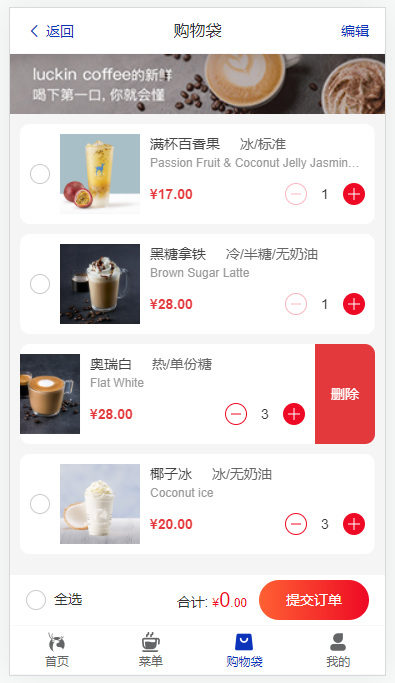 返回
购物袋
编辑
luckin coffee的新鲜
喝下第一口, 你就会懂
满杯百香果 冰/标准
Passion Fruit & Coconut Jelly Jasmin...
¥17.00
1
黑糖拿铁 冷/半糖/无奶油
Brown Sugar Latte
¥28.00
1
奥瑞白 热/单份糖
Flat White
¥28.00
3
删除
椰子冰 冰/无奶油
Coconut ice
¥20.00
3
全选
合计: ¥0.00
提交订单
首页
菜单
购物袋
我的